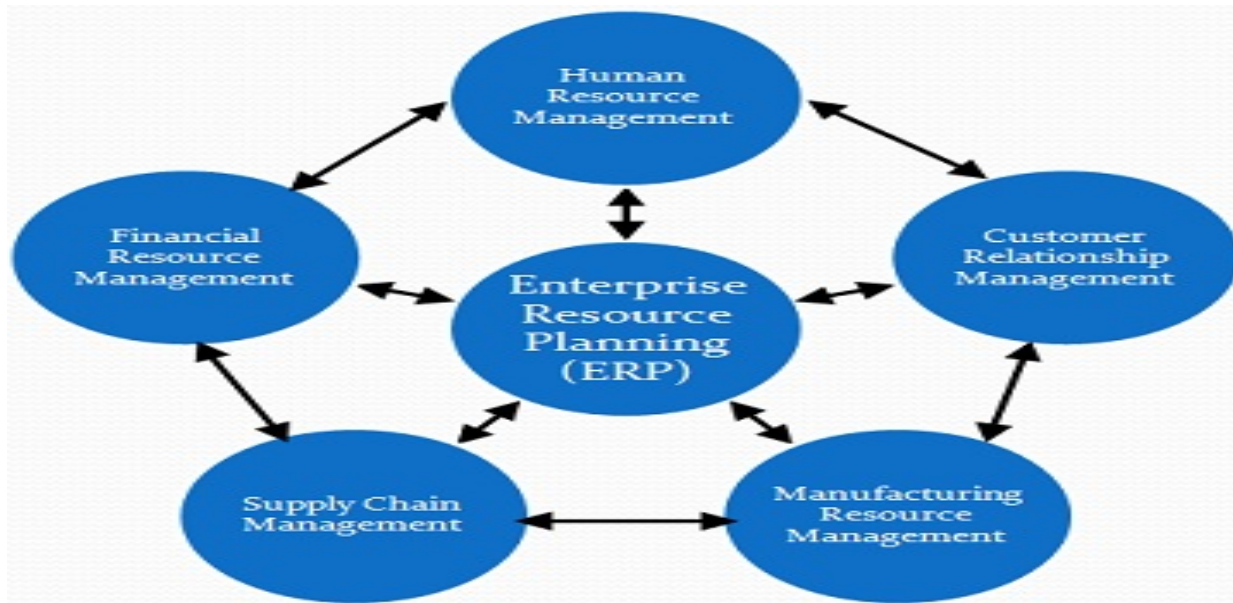 Human
Resource
Management
Financial
Resource
Management
Customer
Relationship
Management
Enterprise
Resource
Planning
(ERP)
Supply Chain
Management
Manufacturing
Resource
Management